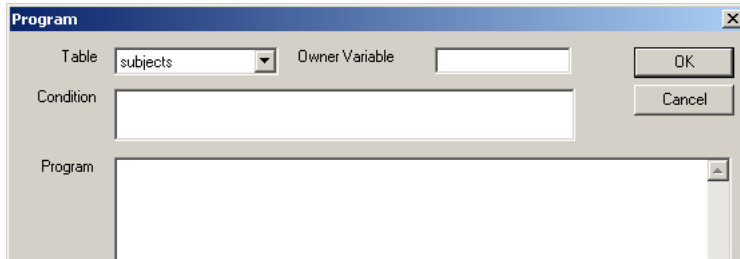 Program
Table subjects Owner Variable OK
Condition Cancel
Program